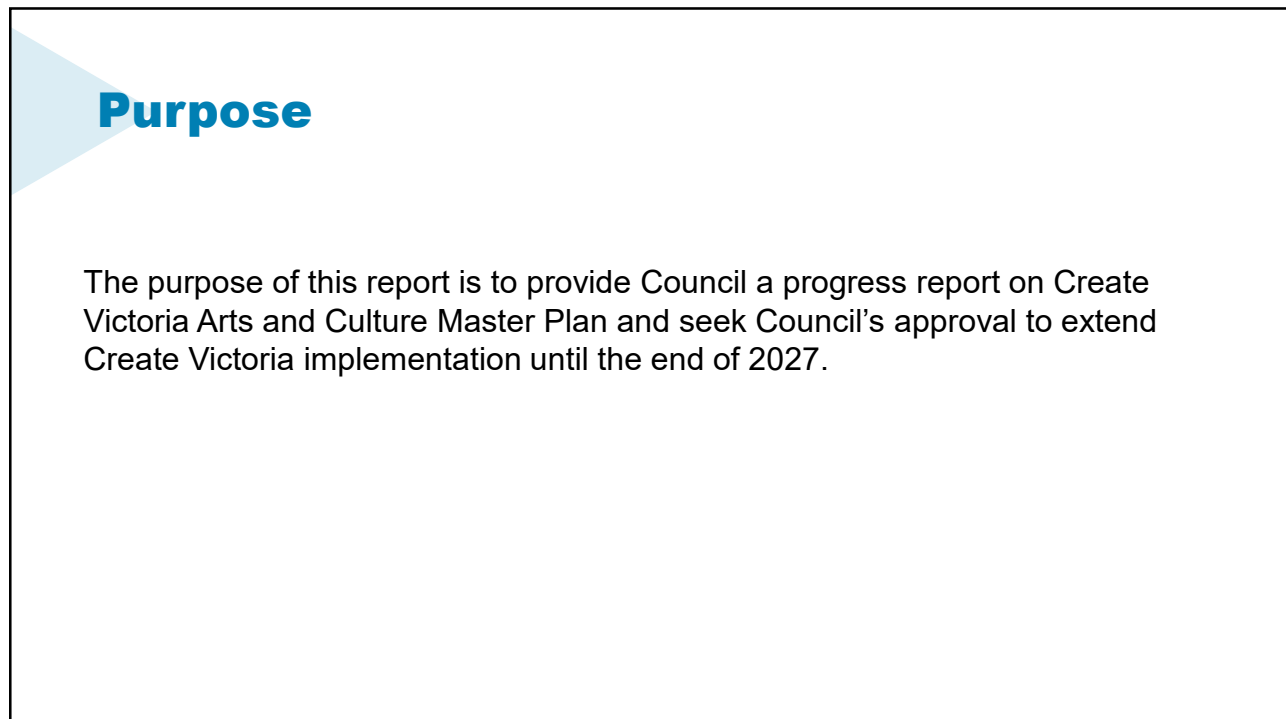 Purpose
The purpose of this report is to provide Council a progress report on Create
Victoria Arts and Culture Master Plan and seek Council’s approval to extend
Create Victoria implementation until the end of 2027.